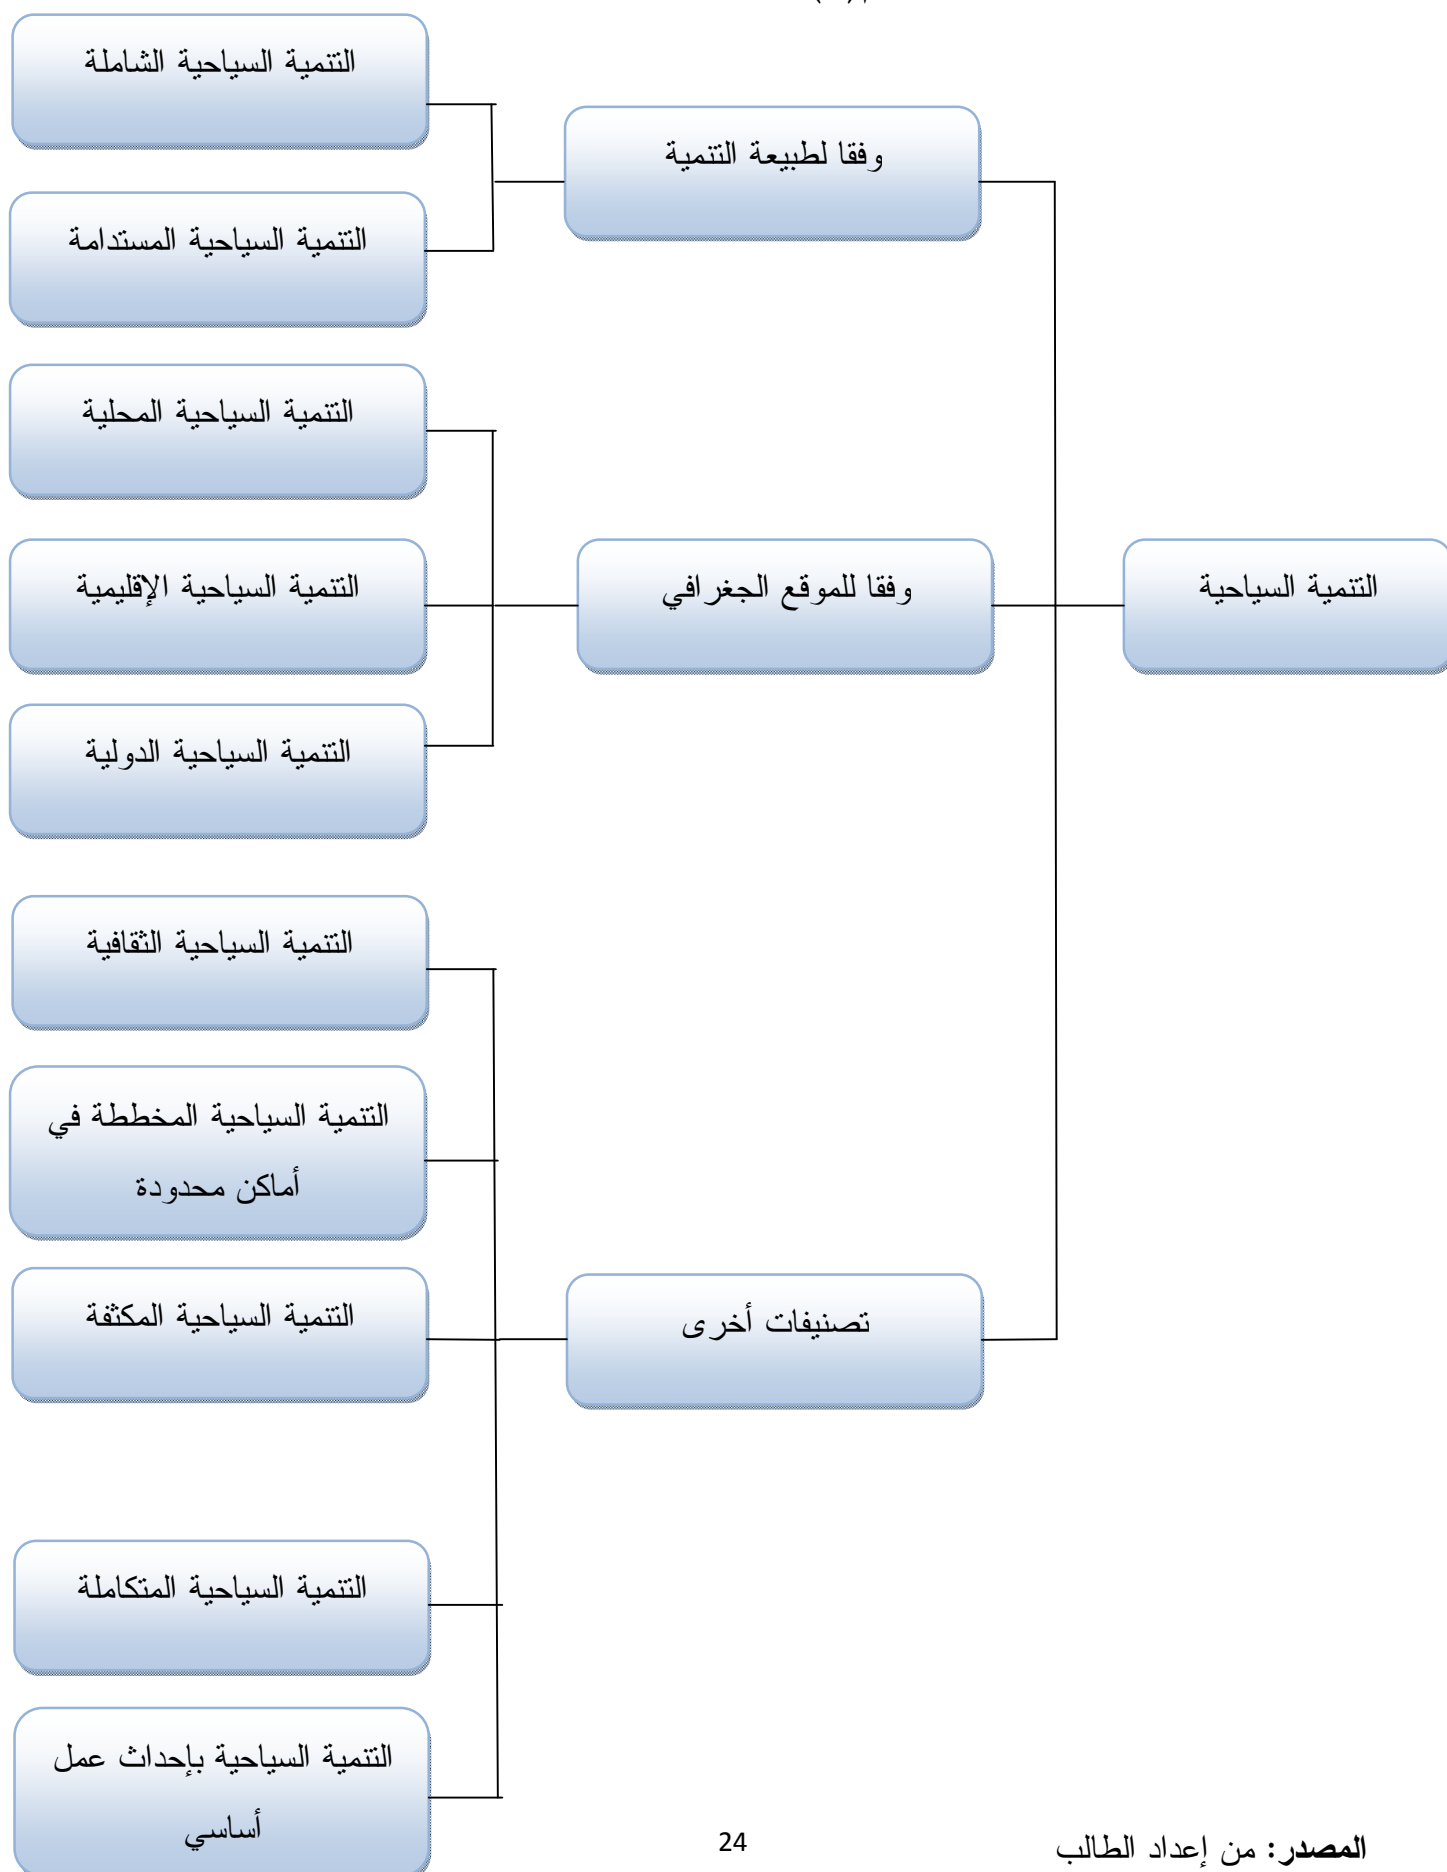 التنمية السياحية
وفقا لطبيعة التنمية
التنمية السياحية الشاملة
التنمية السياحية المستدامة
وفقا للموقع الجغرافي
التنمية السياحية المحلية
التنمية السياحية الإقليمية
التنمية السياحية الدولية
تصنيفات أخرى
التنمية السياحية الثقافية
التنمية السياحية المخططة في
أماكن محدودة
التنمية السياحية المكثفة
التنمية السياحية المتكاملة
التنمية السياحية بإحداث عمل
أساسي
المصدر: من إعداد الطالب
24